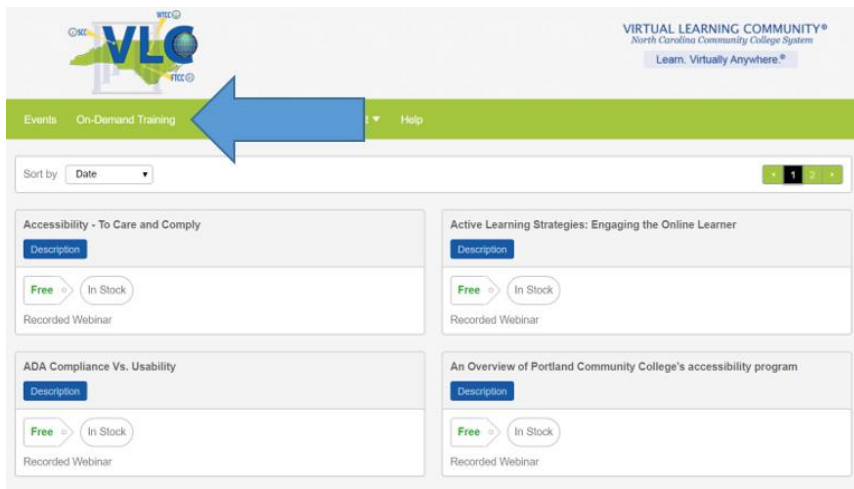 WTCC
SCC
VLC
FTCC
VIRTUAL LEARNING COMMUNITY®
North Carolina Community College System
Learn. Virtually Anywhere.®
Events On-Demand Training Help
Sort by Date
1 2
Accessibility - To Care and Comply
Description
Free In Stock
Recorded Webinar
Active Learning Strategies: Engaging the Online Learner
Description
Free In Stock
Recorded Webinar
ADA Compliance Vs. Usability
Description
Free In Stock
Recorded Webinar
An Overview of Portland Community College's accessibility program
Description
Free In Stock
Recorded Webinar